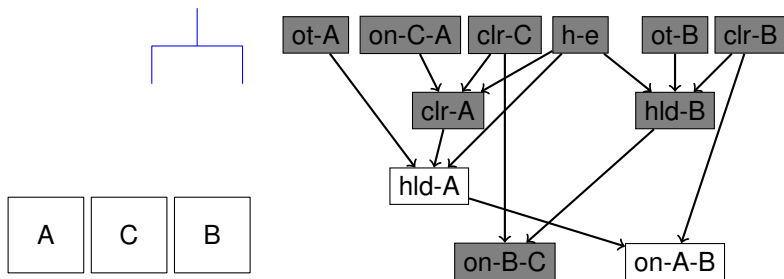 ot-A on-C-A clr-C h-e ot-B clr-B
clr-A hld-B
hld-A
A C B
on-B-C on-A-B